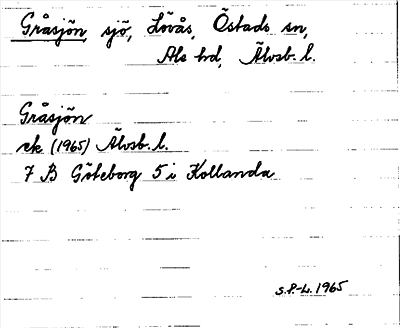 Gråsjön, sjö, Lövås, Östads sn,
Ale hd, Älvsb. l.
Gråsjön
ek. (1965) Älvsb. l.
7 B Göteborg 5 i Kollanda
S.P-L. 1965